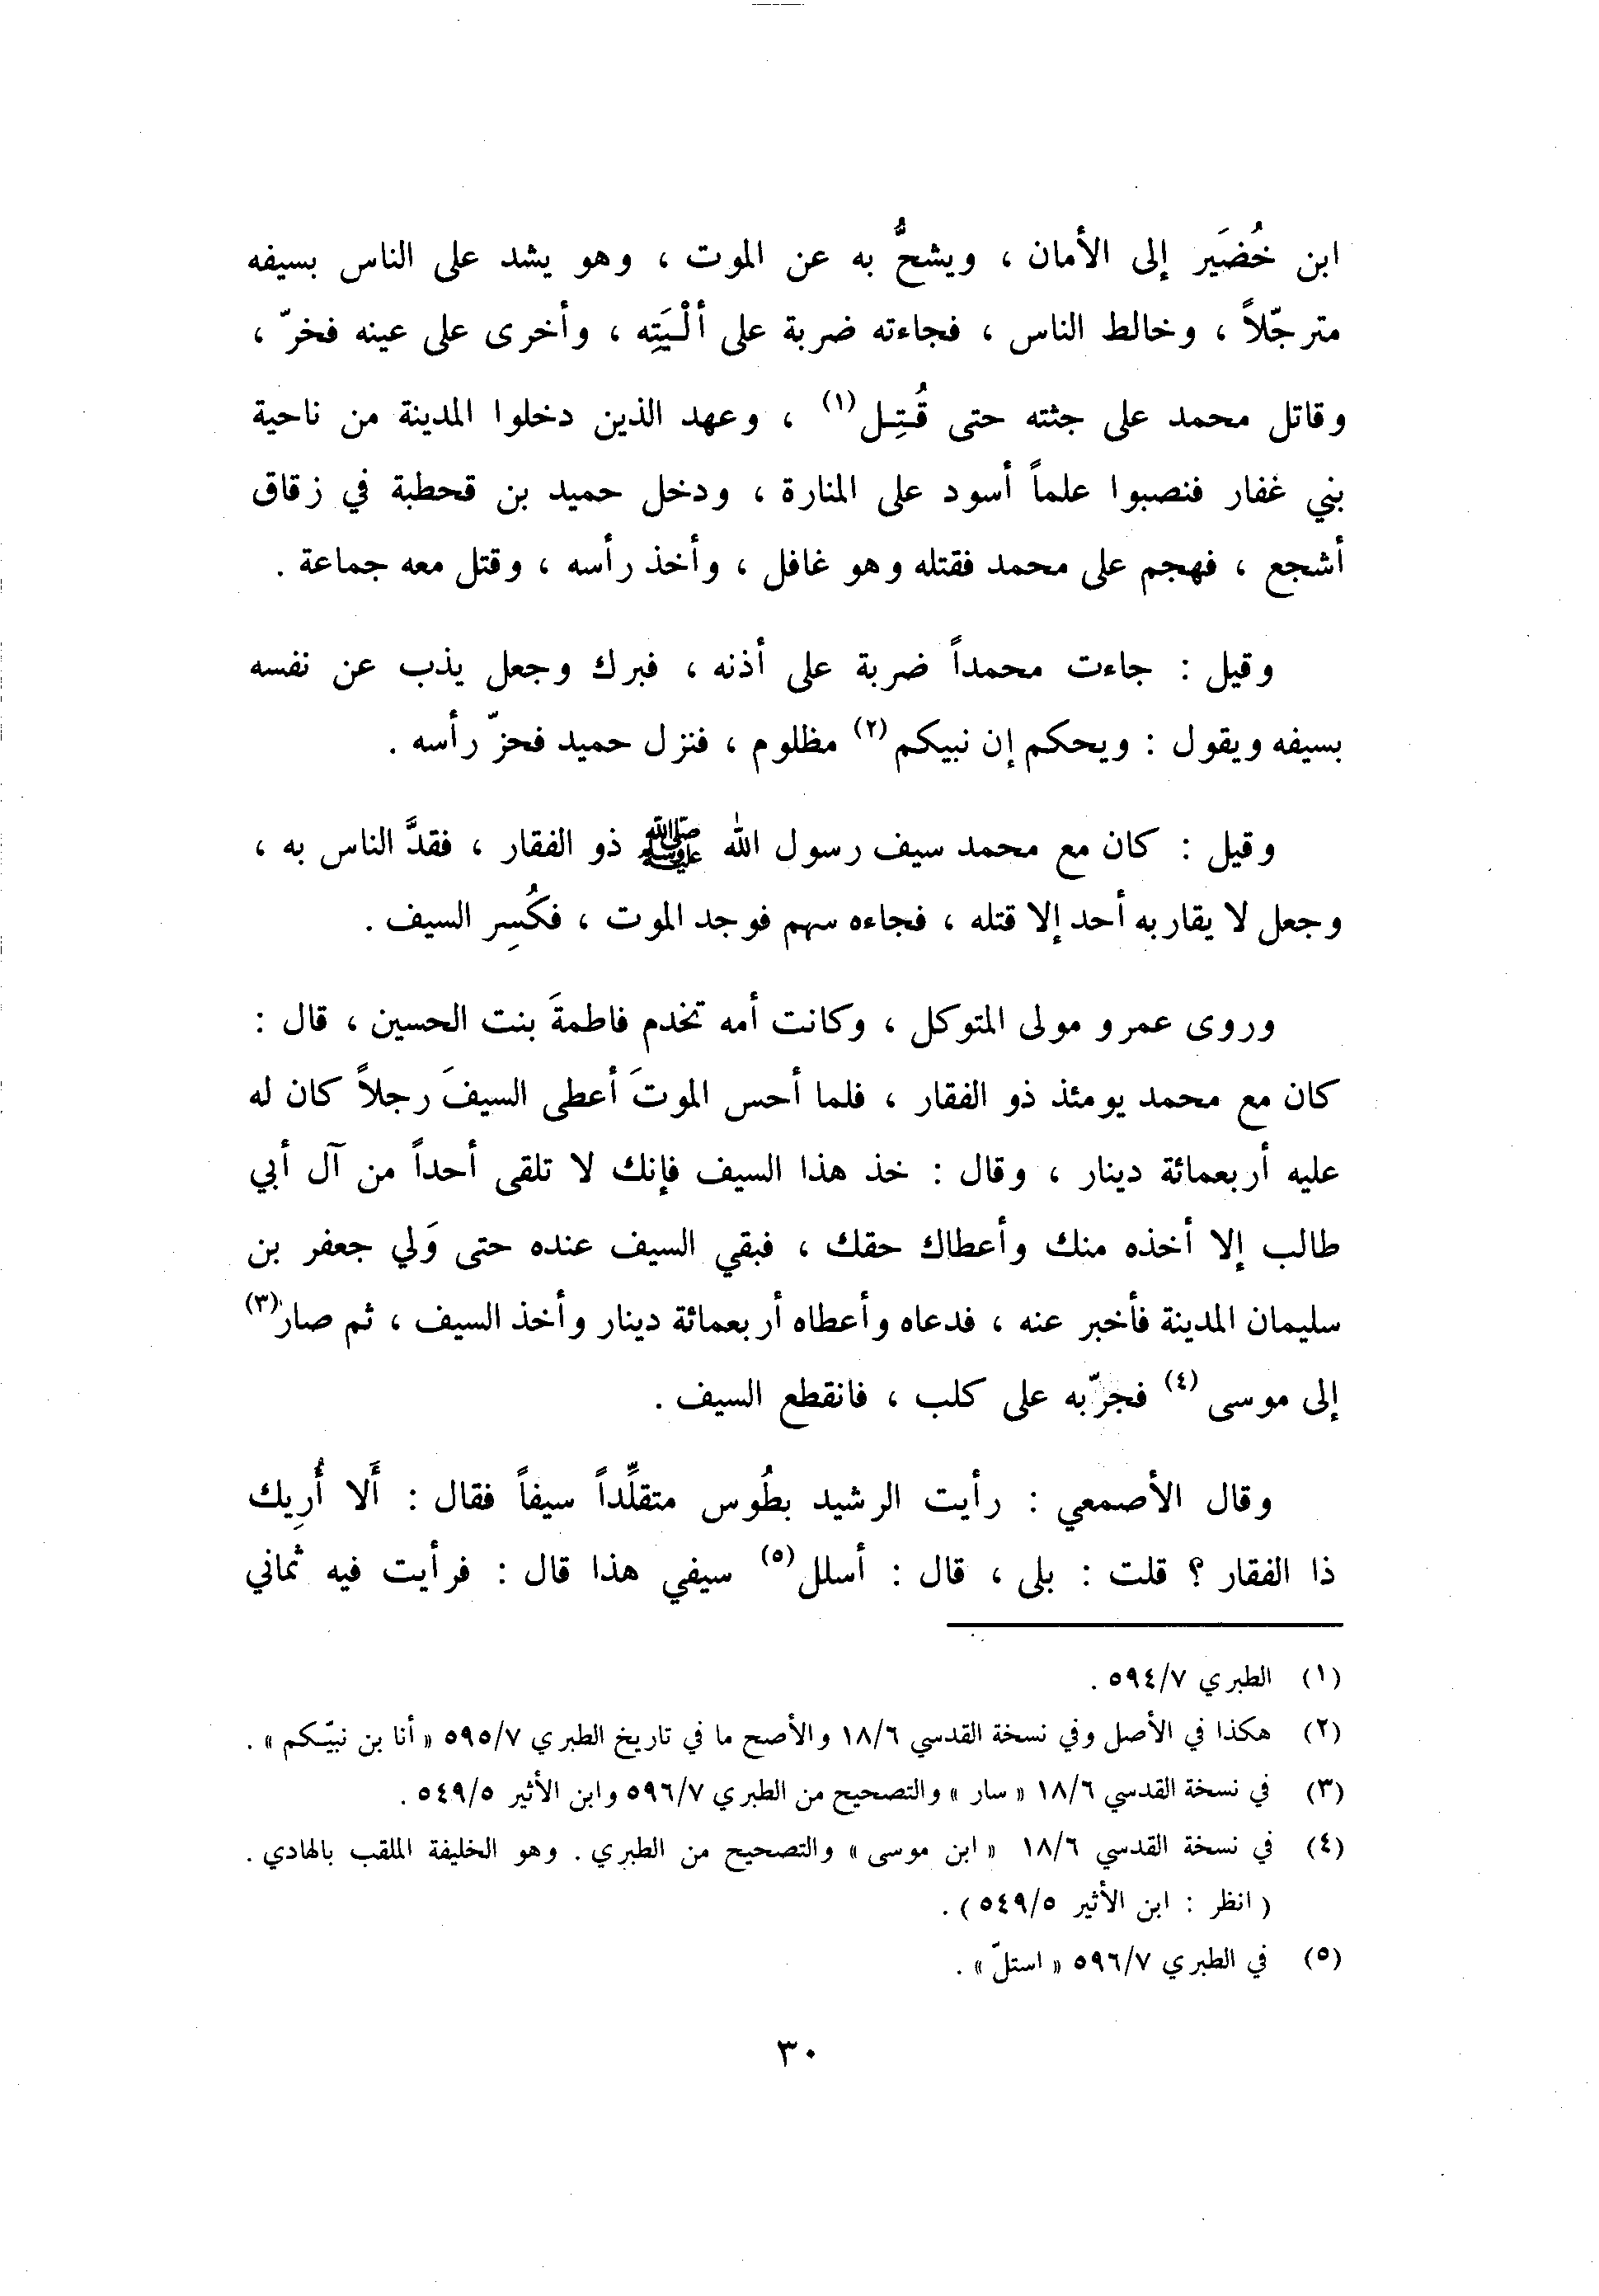 ابن خُضَير إلى الأمان ، ويشحُّ به عن الموت ، وهو يشد على الناس بسيفه
مترجّلاً ، وخالط الناس ، فجاءته ضربة على ألْيَتِه ، وأخرى على عينه فخرّ ،
وقاتل محمد على جثته حتى قُتِل(١) ، وعهد الذين دخلوا المدينة من ناحية
بني غفار فنصبوا علماً أسود على المنارة ، ودخل حميد بن قحطبة في زقاق
أشجع ، فهجم على محمد فقتله وهو غافل ، وأخذ رأسه ، وقتل معه جماعة .
وقيل : جاءت محمداً ضربة على أذنه ، فبرك وجعل يذب عن نفسه
بسيفه ويقول : ويحكم إن نبيكم(٢) مظلوم ، فنزل حميد فحزّ رأسه .
وقيل : كان مع محمد سيف رسول الله ﷺ ذو الفقار ، فقدَّ الناس به ،
وجعل لا يقاربه أحد إلا قتله ، فجاءه سهم فوجد الموت ، فكُسِر السيف .
وروى عمرو مولى المتوكل ، وكانت أمه تخدم فاطمةَ بنت الحسين ، قال :
كان مع محمد يومئذ ذو الفقار ، فلما أحس الموتَ أعطى السيفَ رجلاً كان له
عليه أربعمائة دينار ، وقال : خذ هذا السيف فإنك لا تلقى أحداً من آل أبي
طالب إلا أخذه منك وأعطاك حقك ، فبقي السيف عنده حتى وَلي جعفر بن
سليمان المدينة فأخبر عنه ، فدعاه وأعطاه أربعمائة دينار وأخذ السيف ، ثم صار(٣)
إلى موسى(٤) فجرّبه على كلب ، فانقطع السيف .
وقال الأصمعي : رأيت الرشيد بطُوس متقلِّداً سيفاً فقال : أَلا أُرِيك
ذا الفقار ؟ قلت : بلى ، قال : أسلل(٥) سيفي هذا قال : فرأيت فيه ثماني
(١) الطبري ٥٩٤/٧ .
(٢) هكذا في الأصل وفي نسخة القدسي ١٨/٦ والأصح ما في تاريخ الطبري ٥٩٥/٧ « أنا بن نبيّكم » .
(٣) في نسخة القدسي ١٨/٦ « سار » والتصحيح من الطبري ٥٩٦/٧ وابن الأثير ٥٤٩/٥ .
(٤) في نسخة القدسي ١٨/٦ « ابن موسى » والتصحيح من الطبري . وهو الخليفة الملقب بالهادي .
( انظر : ابن الأثير ٥٤٩/٥ ) .
(٥) في الطبري ٥٩٦/٧ « استلّ » .
٣٠